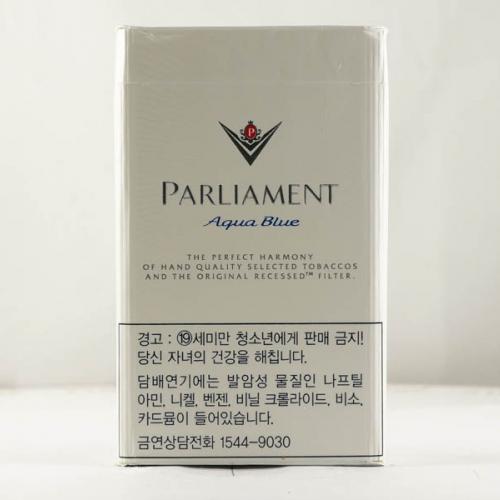 P
PARLIAMENT
Aqua Blue
THE PERFECT HARMONY
OF HAND QUALITY SELECTED TOBACCOS
AND THE ORIGINAL RECESSED™ FILTER.
경고 : ⑲세미만 청소년에게 판매 금지!
당신 자녀의 건강을 해칩니다.
담배연기에는 발암성 물질인 나프틸
아민, 니켈, 벤젠, 비닐 크롤라이드, 비소,
카드뮴이 들어있습니다.
금연상담전화 1544-9030